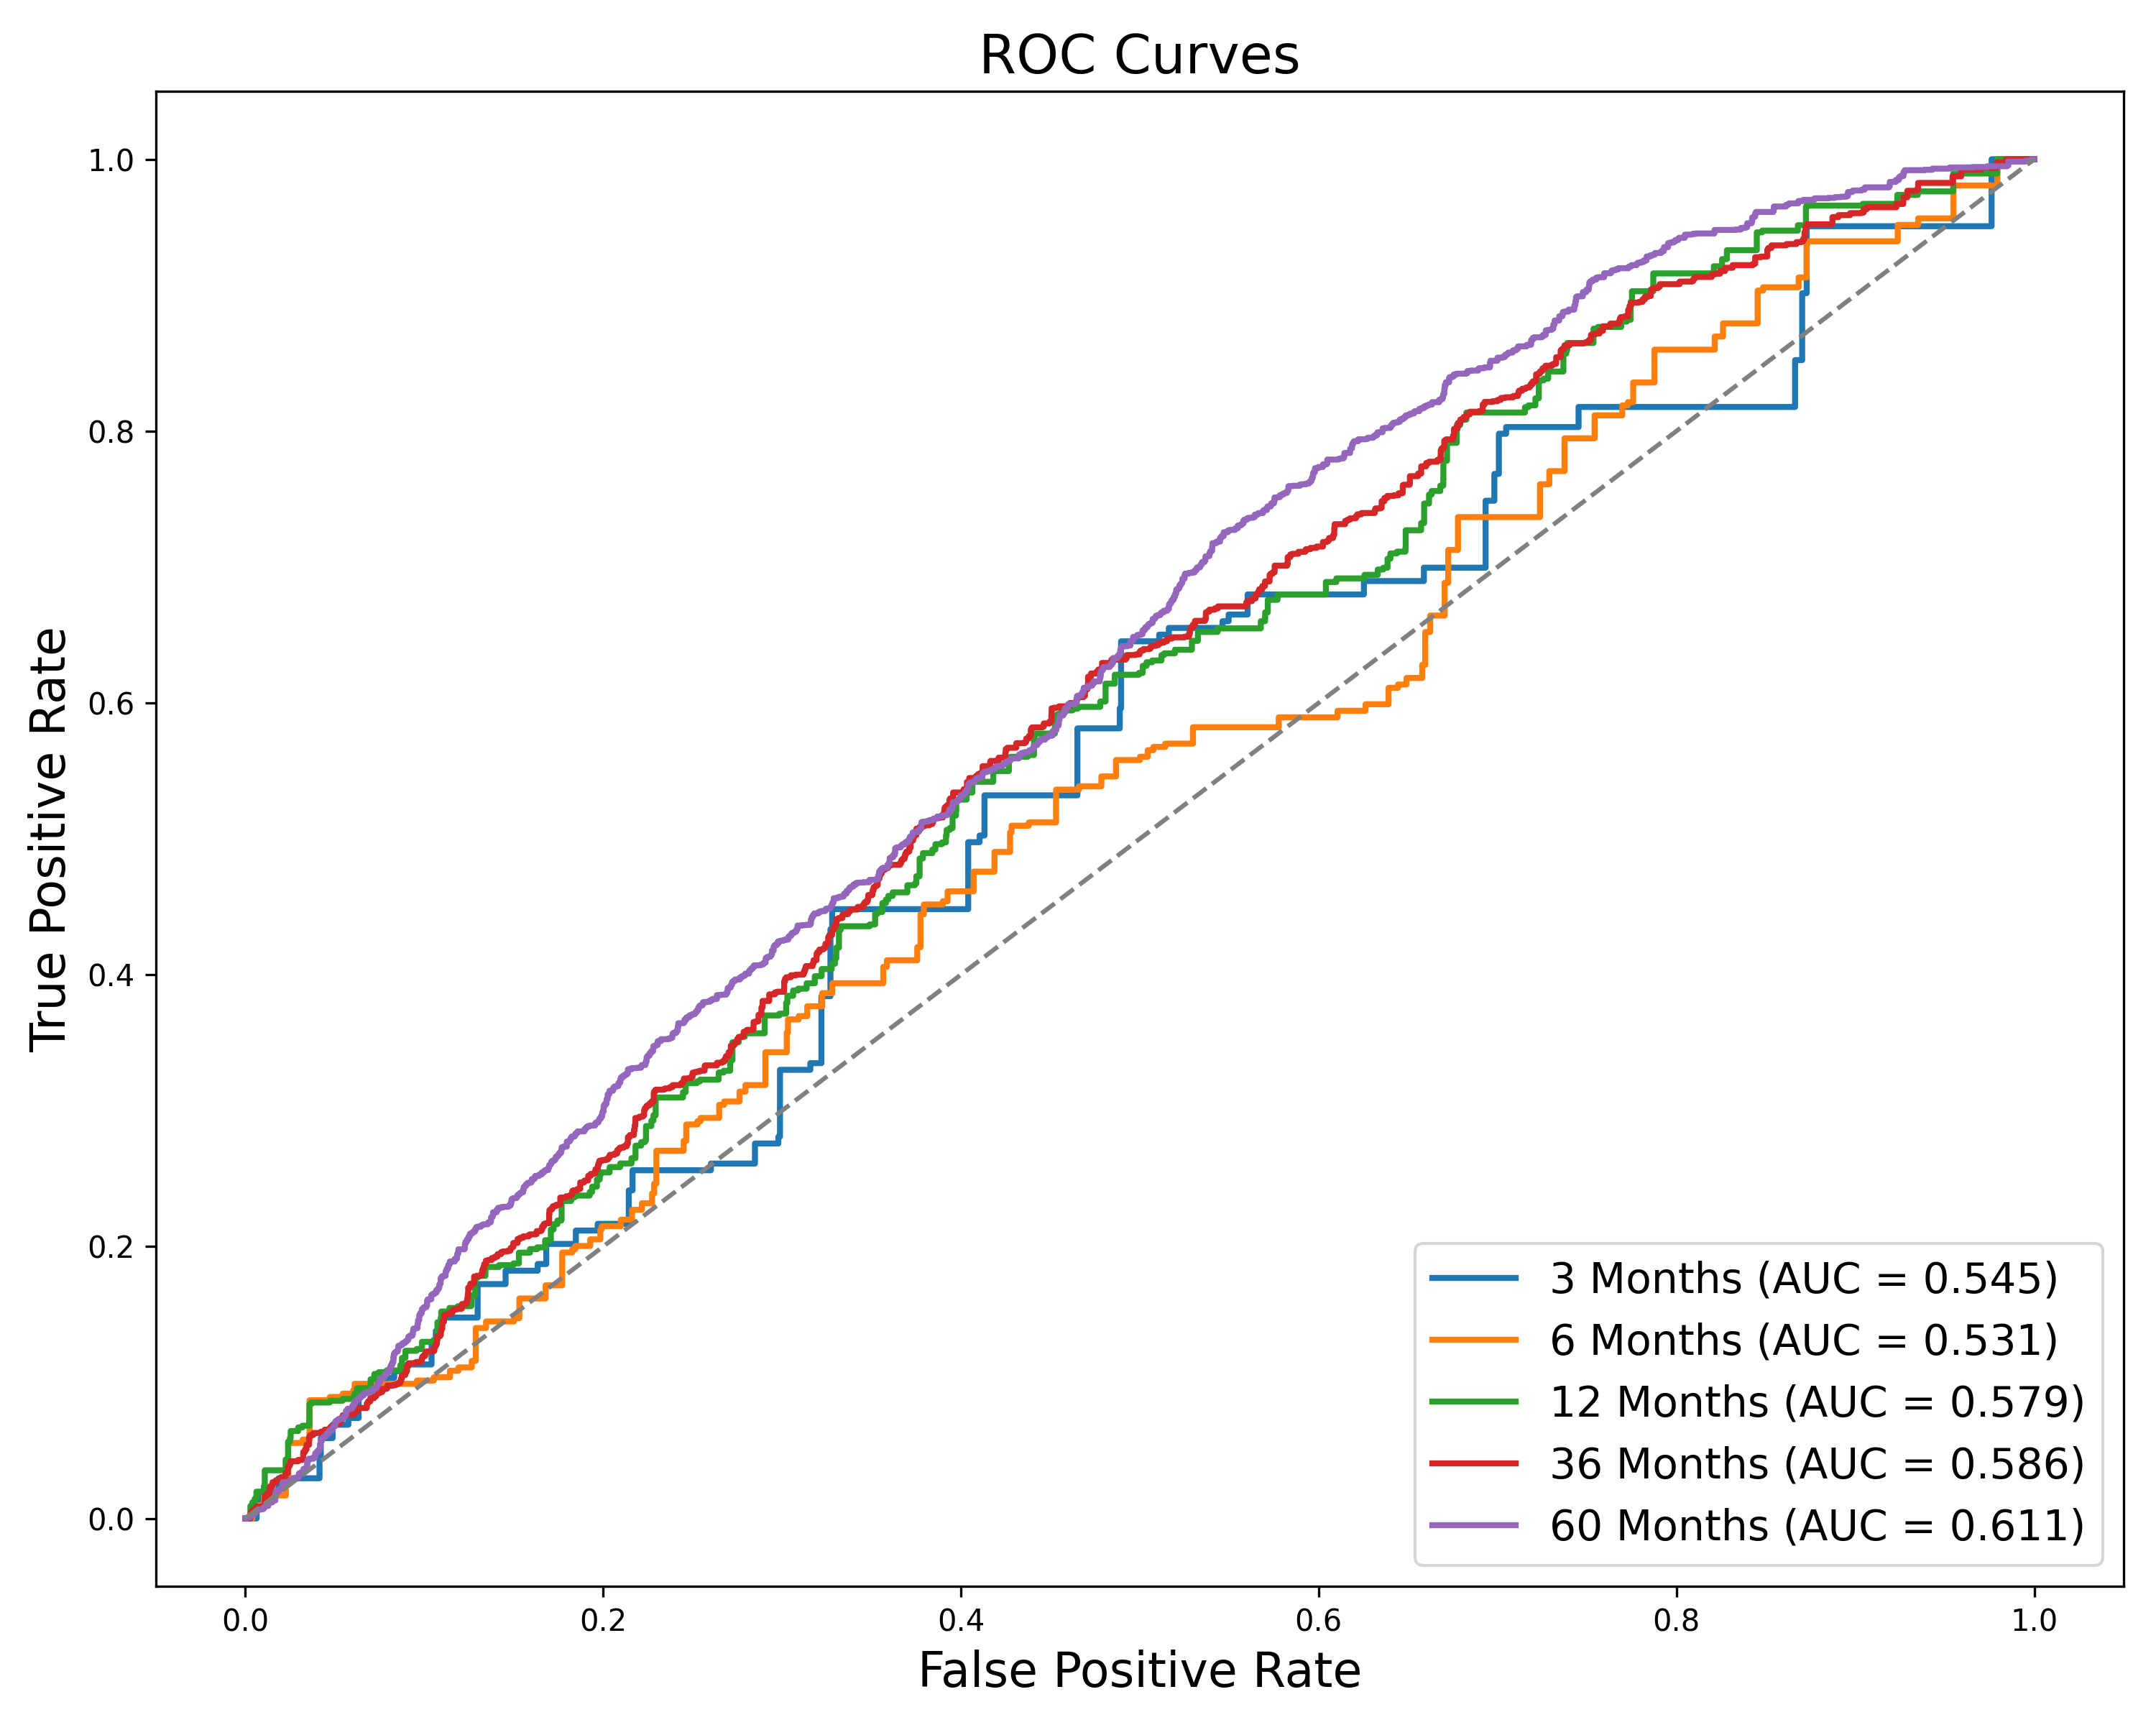 ROC Curves
True Positive Rate
1.0
0.8
0.6
0.4
0.2
0.0
3 Months (AUC = 0.545)
6 Months (AUC = 0.531)
12 Months (AUC = 0.579)
36 Months (AUC = 0.586)
60 Months (AUC = 0.611)
0.0 0.2 0.4 0.6 0.8 1.0
False Positive Rate